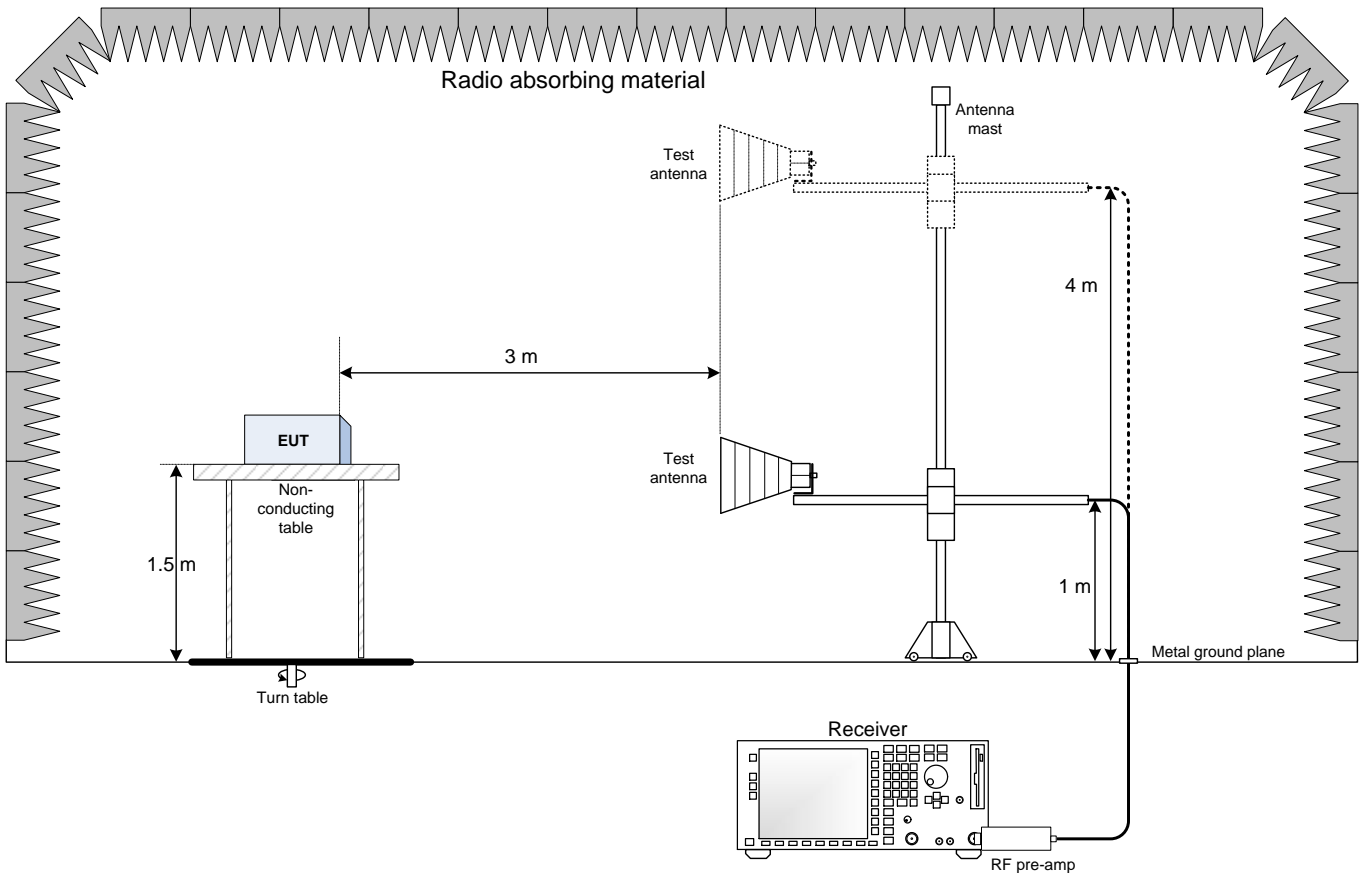 Radio absorbing material
Antenna
mast
Test
antenna
4 m
3 m
EUT
Test
antenna
Non-
conducting
table
1.5 m
1 m
Metal ground plane
Turn table
Receiver
RF pre-amp